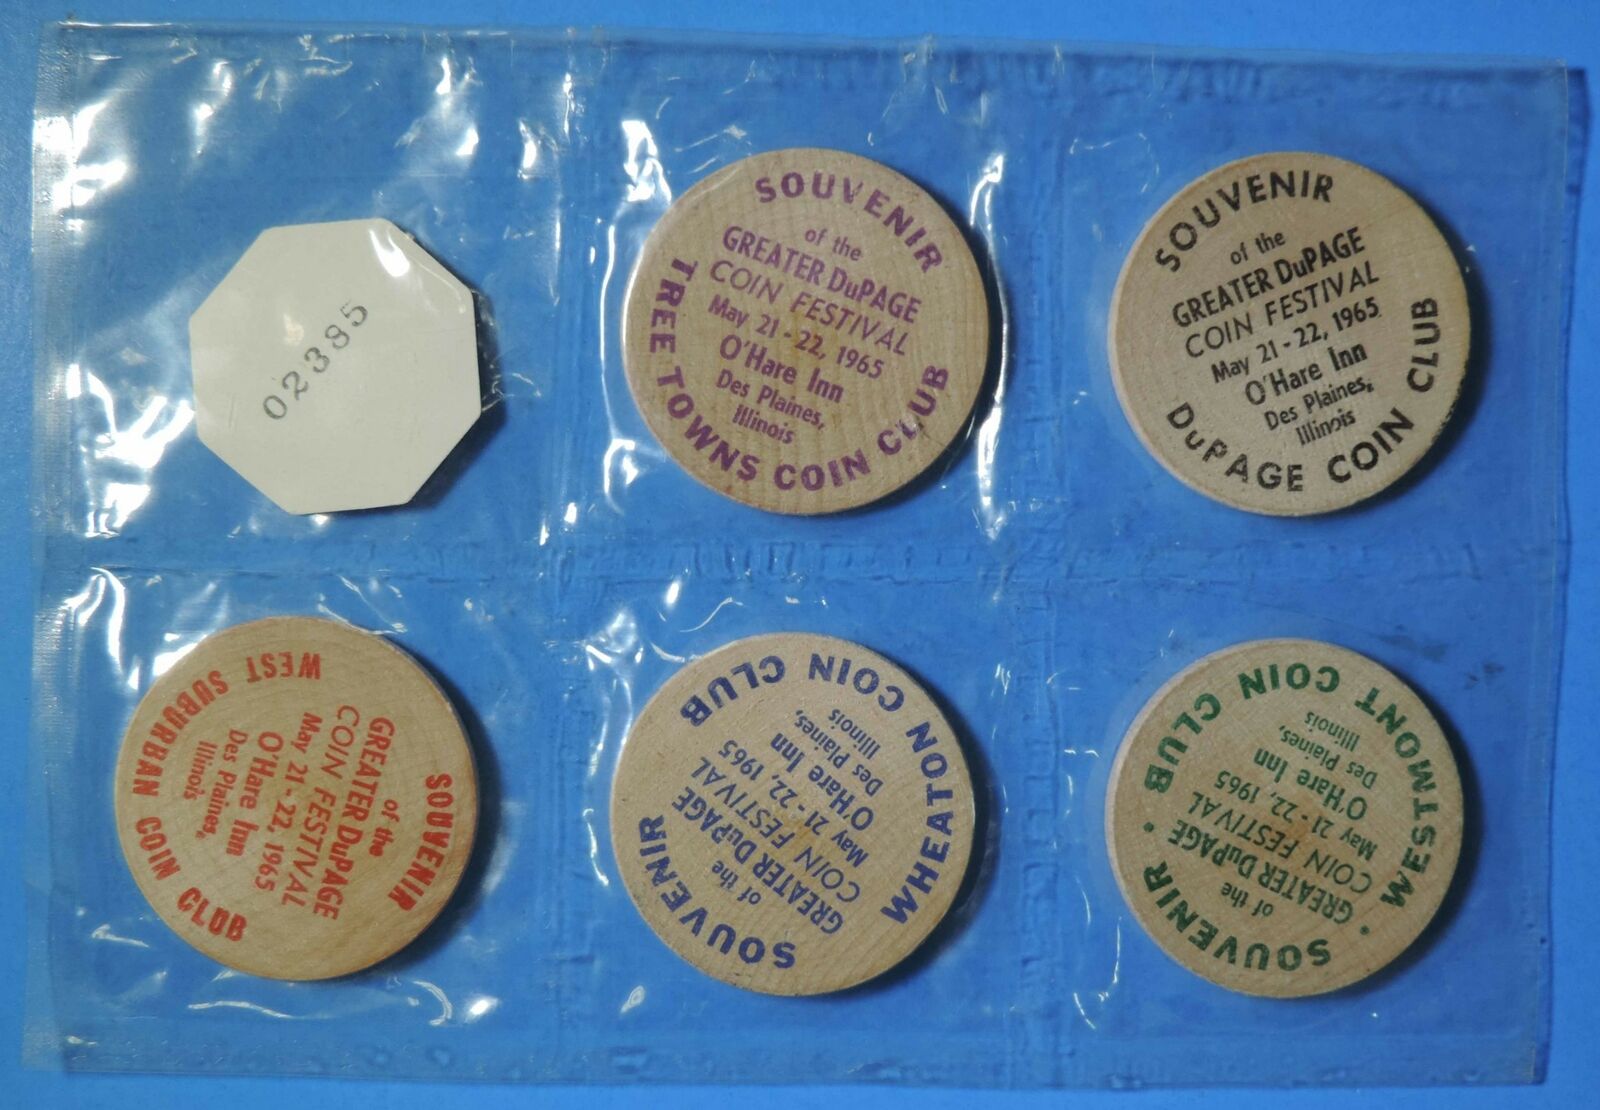 02385
SOUVENIR
of the
GREATER DuPAGE
COIN FESTIVAL
May 21 - 22, 1965
O'Hare Inn
Des Plaines,
Illinois
TREE TOWNS COIN CLUB
SOUVENIR
of the
GREATER DuPAGE
COIN FESTIVAL
May 21 - 22, 1965
O'Hare Inn
Des Plaines,
Illinois
DuPAGE COIN CLUB
SOUVENIR
of the
GREATER DuPAGE
COIN FESTIVAL
May 21 - 22, 1965
O'Hare Inn
Des Plaines,
Illinois
WEST SUBURBAN COIN CLUB
SOUVENIR
of the
GREATER DuPAGE
COIN FESTIVAL
May 21 - 22, 1965
O'Hare Inn
Des Plaines,
Illinois
WHEATON COIN CLUB
• SOUVENIR •
of the
GREATER DuPAGE
COIN FESTIVAL
May 21 - 22, 1965
O'Hare Inn
Des Plaines,
Illinois
WESTMONT COIN CLUB